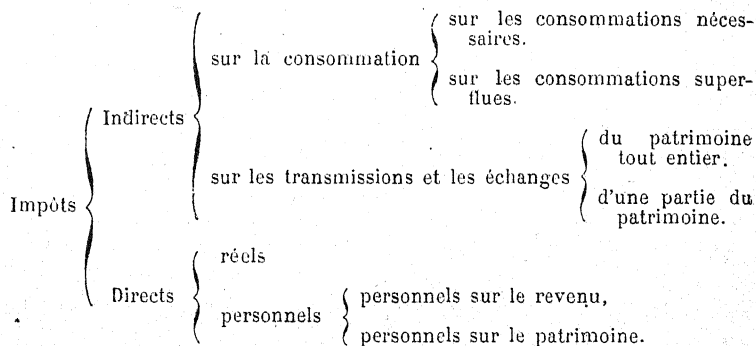 sur les consommations néces-
saires.
sur la consommation
sur les consommations super-
flues.
Indirects
du patrimoine
tout entier.
sur les transmissions et les échanges
d'une partie du
patrimoine.
Impôts
réels
Directs
personnels sur le revenu,
personnels
personnels sur le patrimoine.